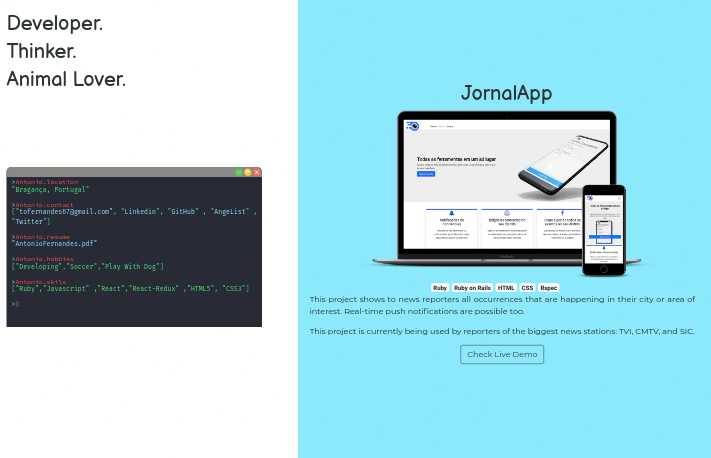 Developer.
Thinker.
Animal Lover.
>Antonio.location
"Bragança, Portugal"
>Antonio.contact
["tofernandes67@gmail.com", "Linkedin", "GitHub" , "AngeList" ,
"Twitter"]
>Antonio.resume
"AntonioFernandes.pdf"
>Antonio.hobbies
["Developing","Soccer","Play With Dog"]
>Antonio.skils
["Ruby","Javascript" ,"React","React-Redux" ,"HTML5", "CSS3"]
>
JornalApp
Todas as ferramentas em um só lugar
Ruby Ruby on Rails HTML CSS Rspec
This project shows to news reporters all occurrences that are happening in their city or area of
interest. Real-time push notifications are possible too.
This project is currently being used by reporters of the biggest news stations: TVI, CMTV, and SIC.
Check Live Demo